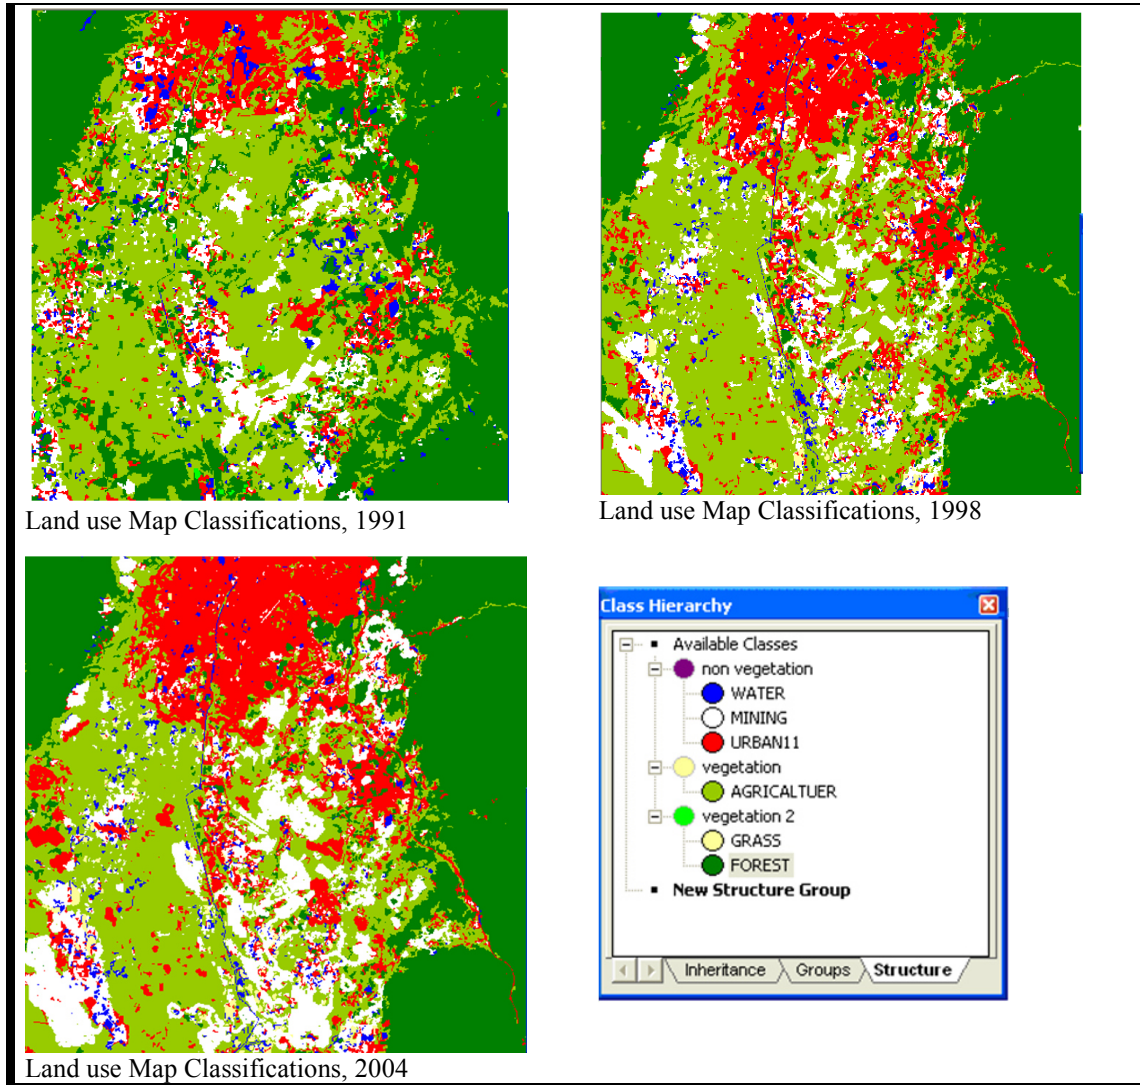 Land use Map Classifications, 1991
Land use Map Classifications, 1998
Land use Map Classifications, 2004
Class Hierarchy
Available Classes
non vegetation
WATER
MINING
URBAN11
vegetation
AGRICALTUER
vegetation 2
GRASS
FOREST
New Structure Group
Inheritance Groups Structure